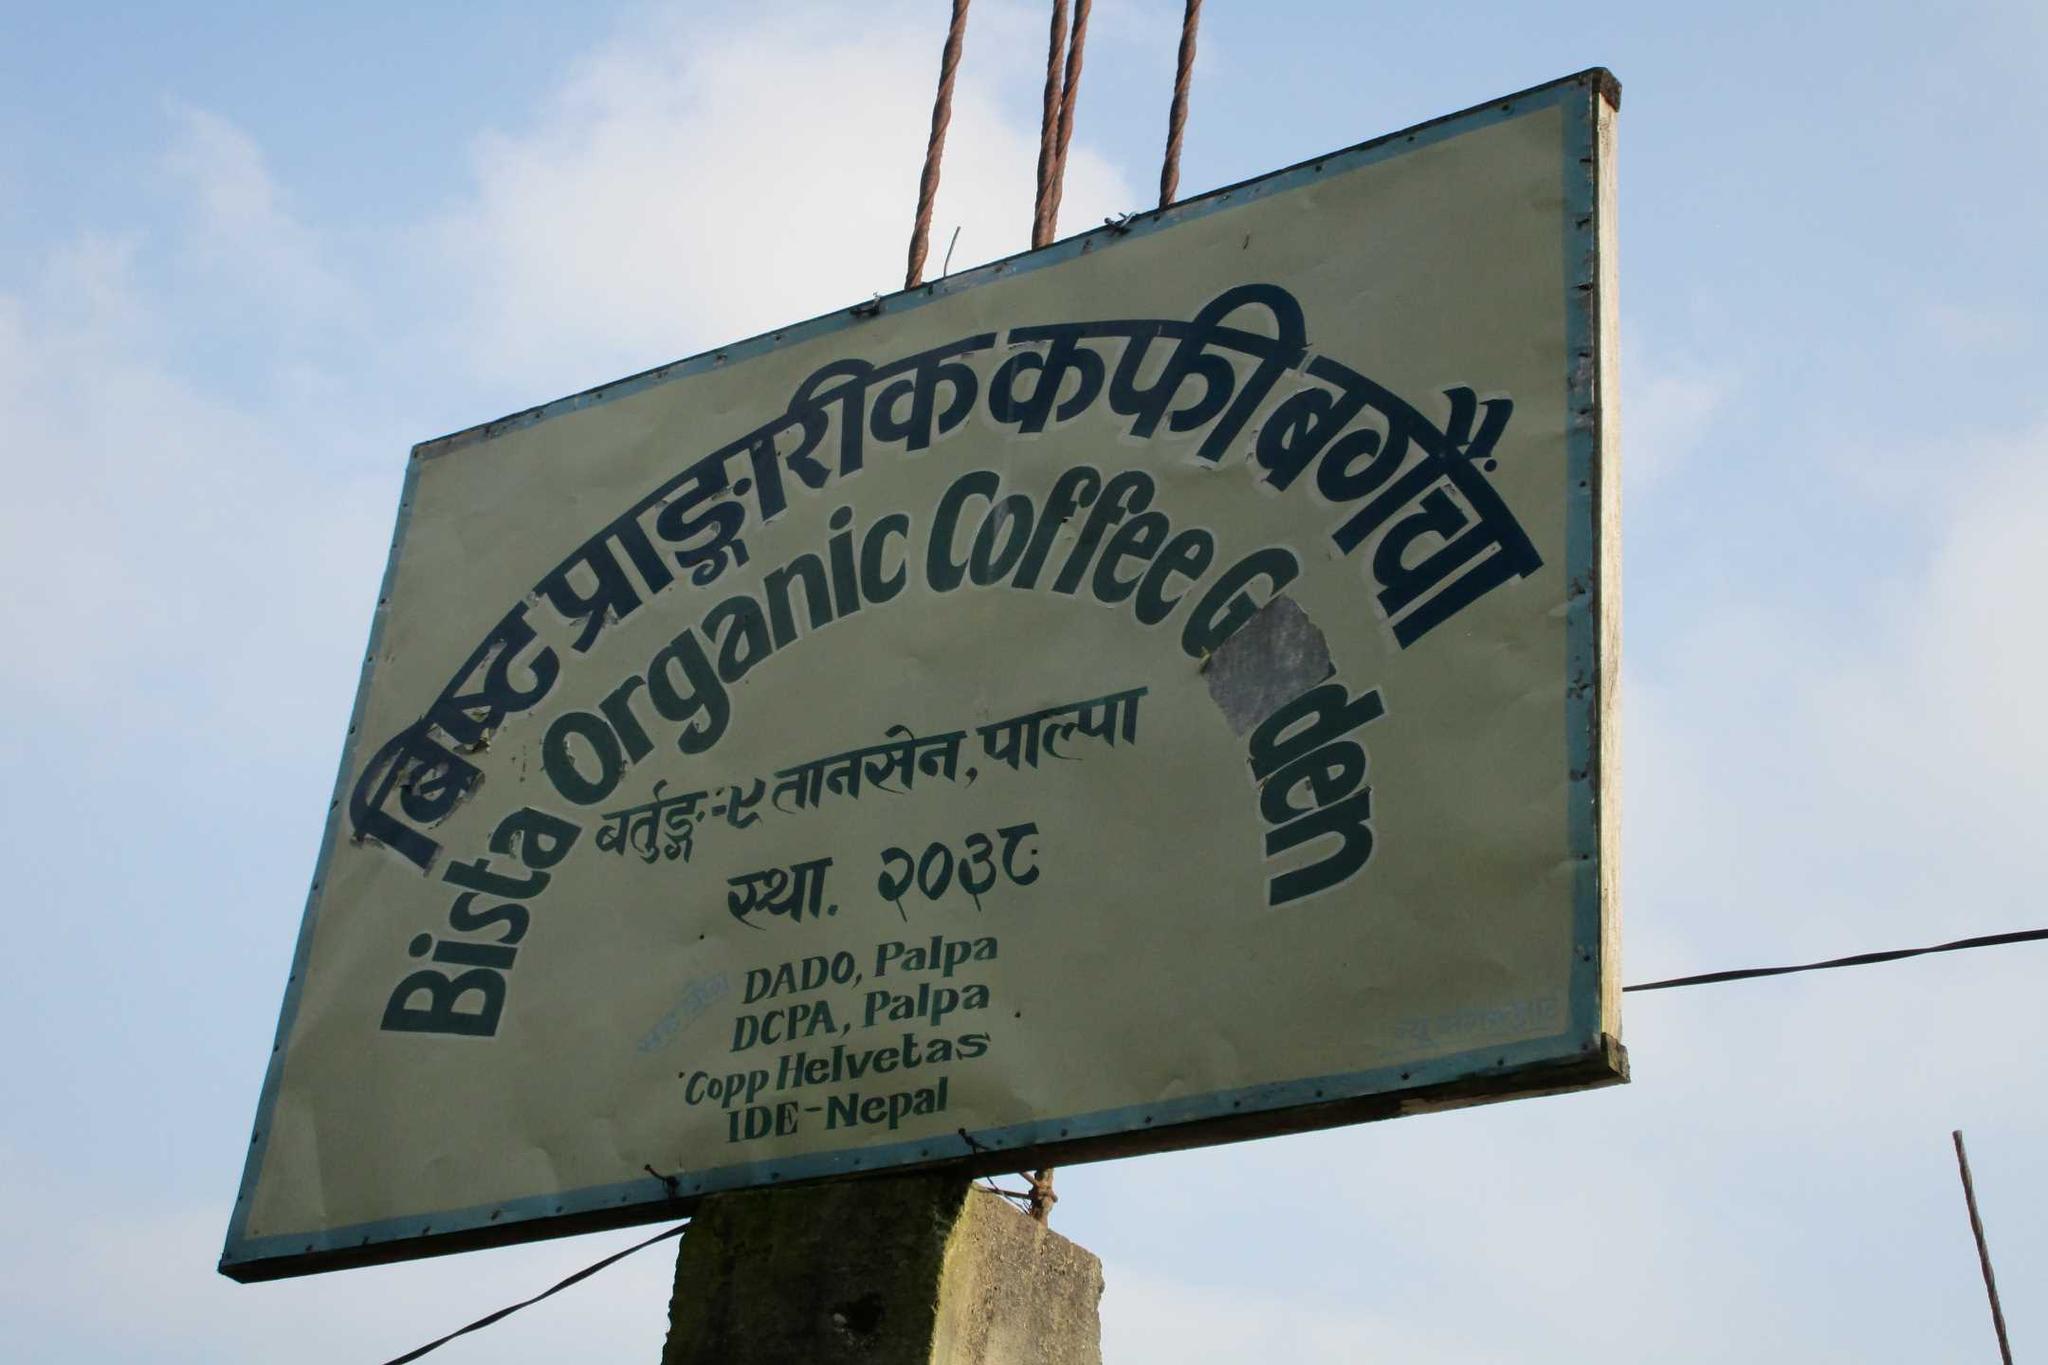 बिष्ट प्राङ्गारीक कफी बगैंचा
Bista Organic Coffee G den
बर्तुङ्ग-९ तानसेन, पाल्पा
स्था. २०३८
DADO, Palpa
DCPA, Palpa
Copp Helvetas
IDE-Nepal